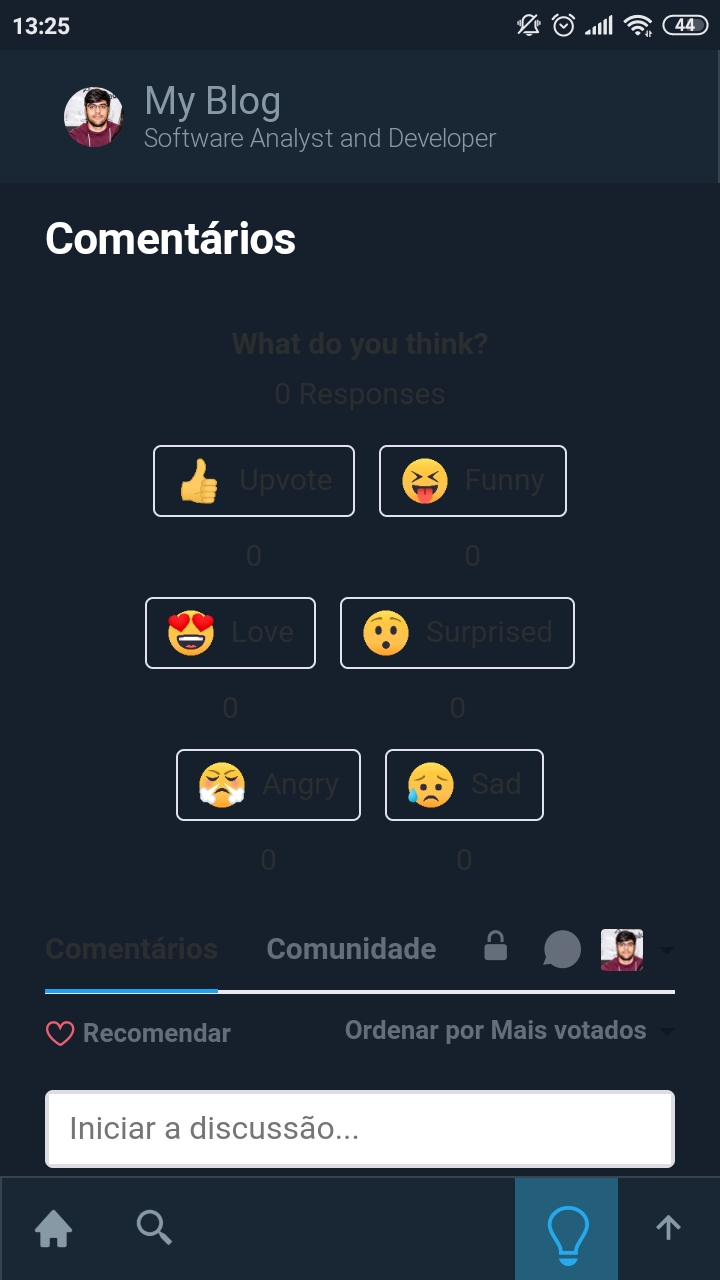 13:25
44
My Blog
Software Analyst and Developer
Comentários
What do you think?
0 Responses
Upvote Funny
0 0
Love Surprised
0 0
Angry Sad
0 0
Comentários Comunidade
Recomendar Ordenar por Mais votados
Iniciar a discussão...